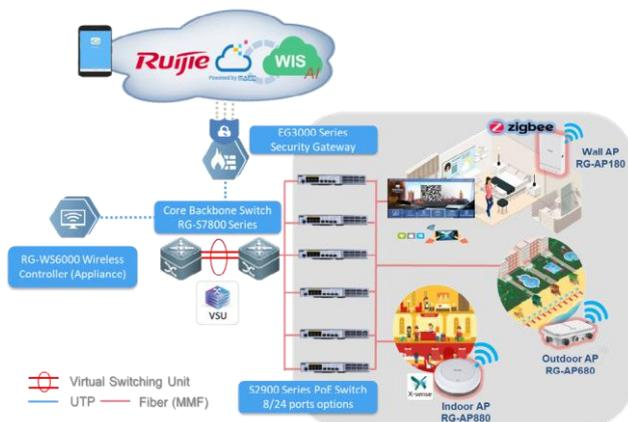 Ruijie
Powered by
WIS
AI
EG3000 Series
Security Gateway
zigbee
Wall AP
RG-AP180
Core Backbone Switch
RG-S7800 Series
RG-WS6000 Wireless
Controller (Appliance)
VSU
Outdoor AP
RG-AP680
X-sense
Indoor AP
RG-AP880
S2900 Series PoE Switch
8/24 ports options
Virtual Switching Unit
UTP
Fiber (MMF)